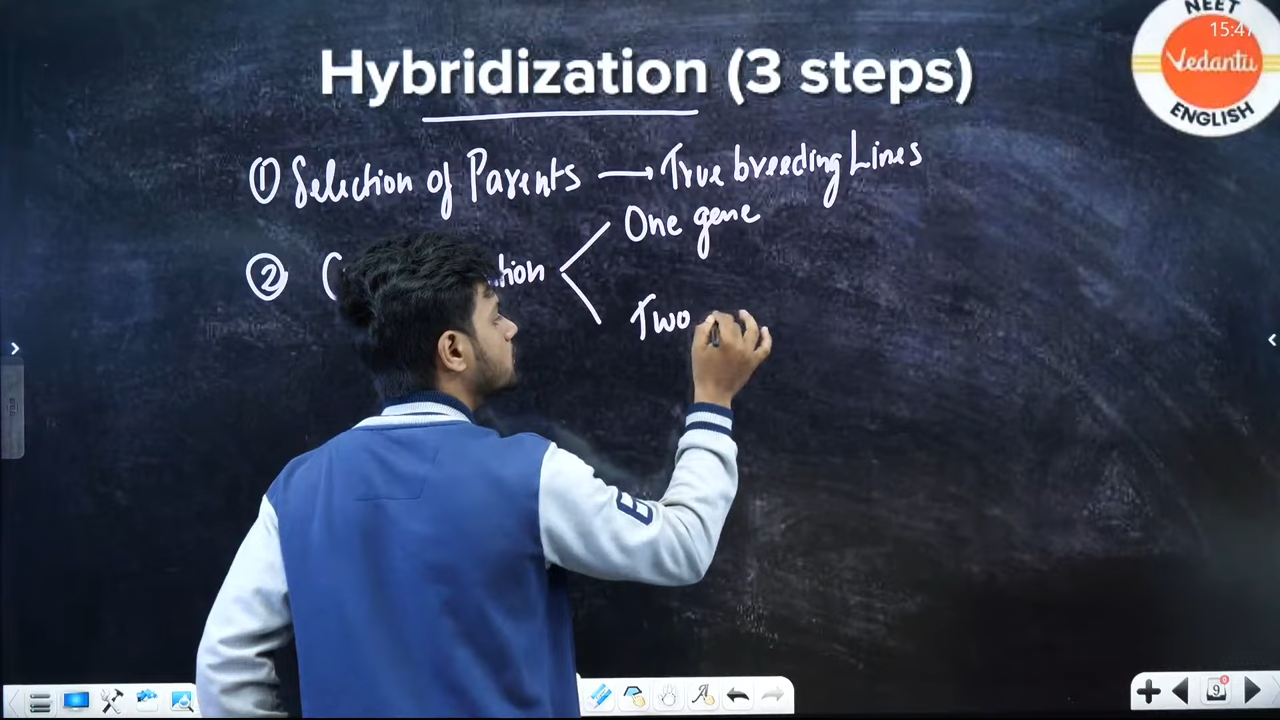 NEET
15:47
Vedantu
ENGLISH
Hybridization (3 steps)
① Selection of Parents → True breeding Lines
One gene
②
Two
9